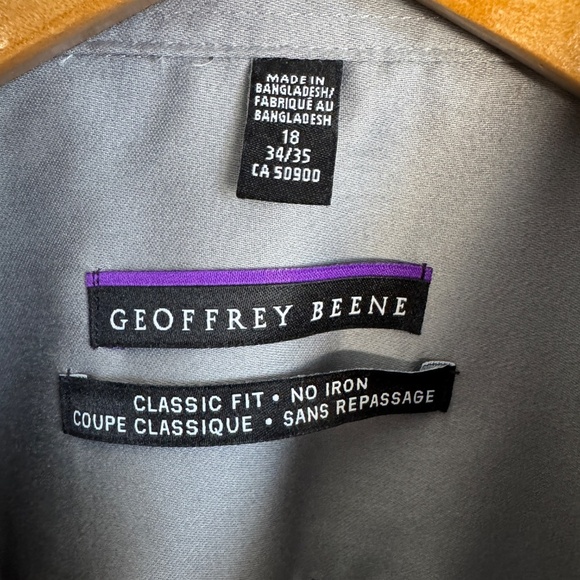 MADE IN
BANGLADESH/
FABRIQUÉ AU
BANGLADESH
18
34/35
CA 50900
GEOFFREY BEENE
CLASSIC FIT • NO IRON
COUPE CLASSIQUE • SANS REPASSAGE